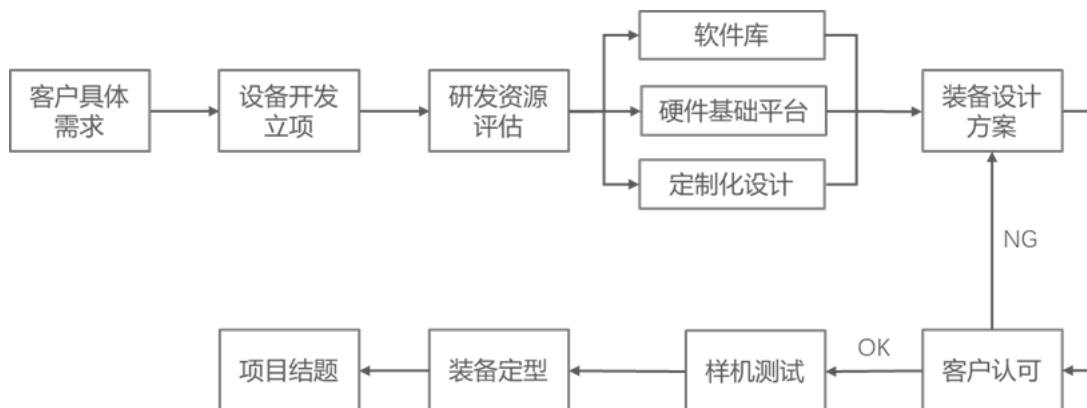 软件库
客户具体
需求
设备开发
立项
研发资源
评估
硬件基础平台
装备设计
方案
定制化设计
NG
项目结题
装备定型
样机测试
OK
客户认可